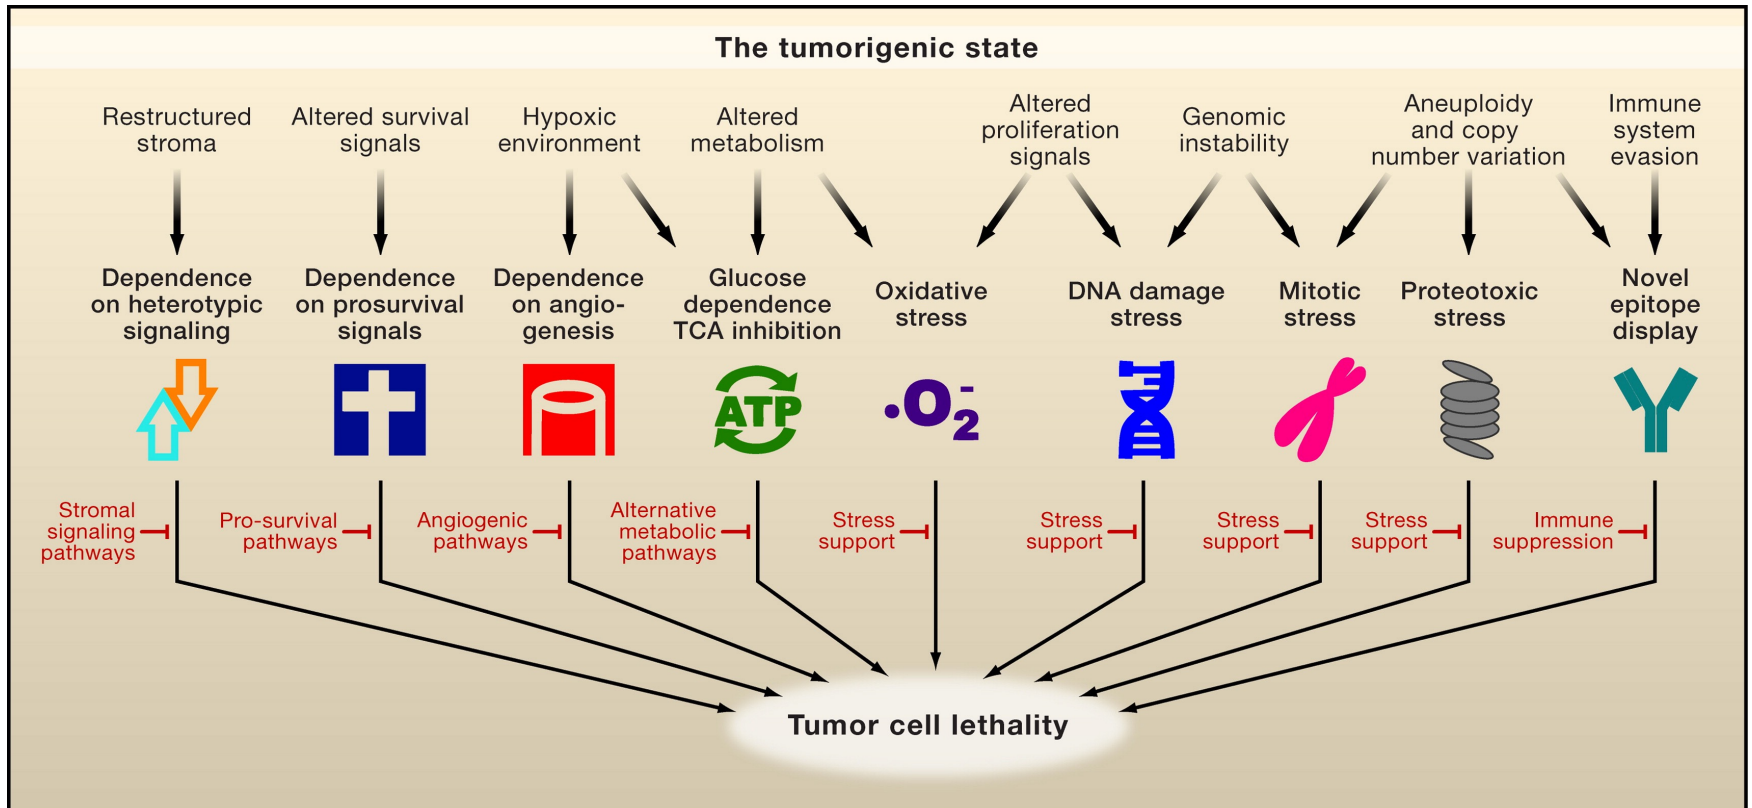 The tumorigenic state
Restructured
stroma
Altered survival
signals
Hypoxic
environment
Altered
metabolism
Altered
proliferation
signals
Genomic
instability
Aneuploidy
and copy
number variation
Immune
system
evasion
Dependence
on heterotypic
signaling
Dependence
on prosurvival
signals
Dependence
on angio-
genesis
Glucose
dependence
TCA inhibition
Oxidative
stress
DNA damage
stress
Mitotic
stress
Proteotoxic
stress
Novel
epitope
display
ATP
·O₂⁻
Stromal
signaling
pathways
Pro-survival
pathways
Angiogenic
pathways
Alternative
metabolic
pathways
Stress
support
Stress
support
Stress
support
Stress
support
Immune
suppression
Tumor cell lethality